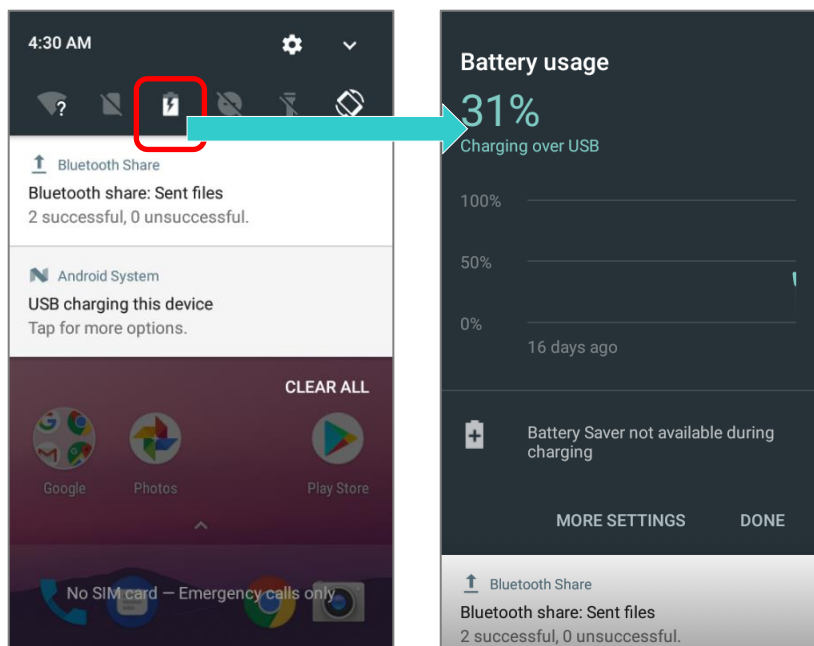 4:30 AM
?
Bluetooth Share
Bluetooth share: Sent files
2 successful, 0 unsuccessful.
Android System
USB charging this device
Tap for more options.
CLEAR ALL
Google
Photos
Play Store
No SIM card — Emergency calls only
Battery usage
31%
Charging over USB
100%
50%
0%
16 days ago
Battery Saver not available during
charging
MORE SETTINGS
DONE
Bluetooth Share
Bluetooth share: Sent files
2 successful, 0 unsuccessful.